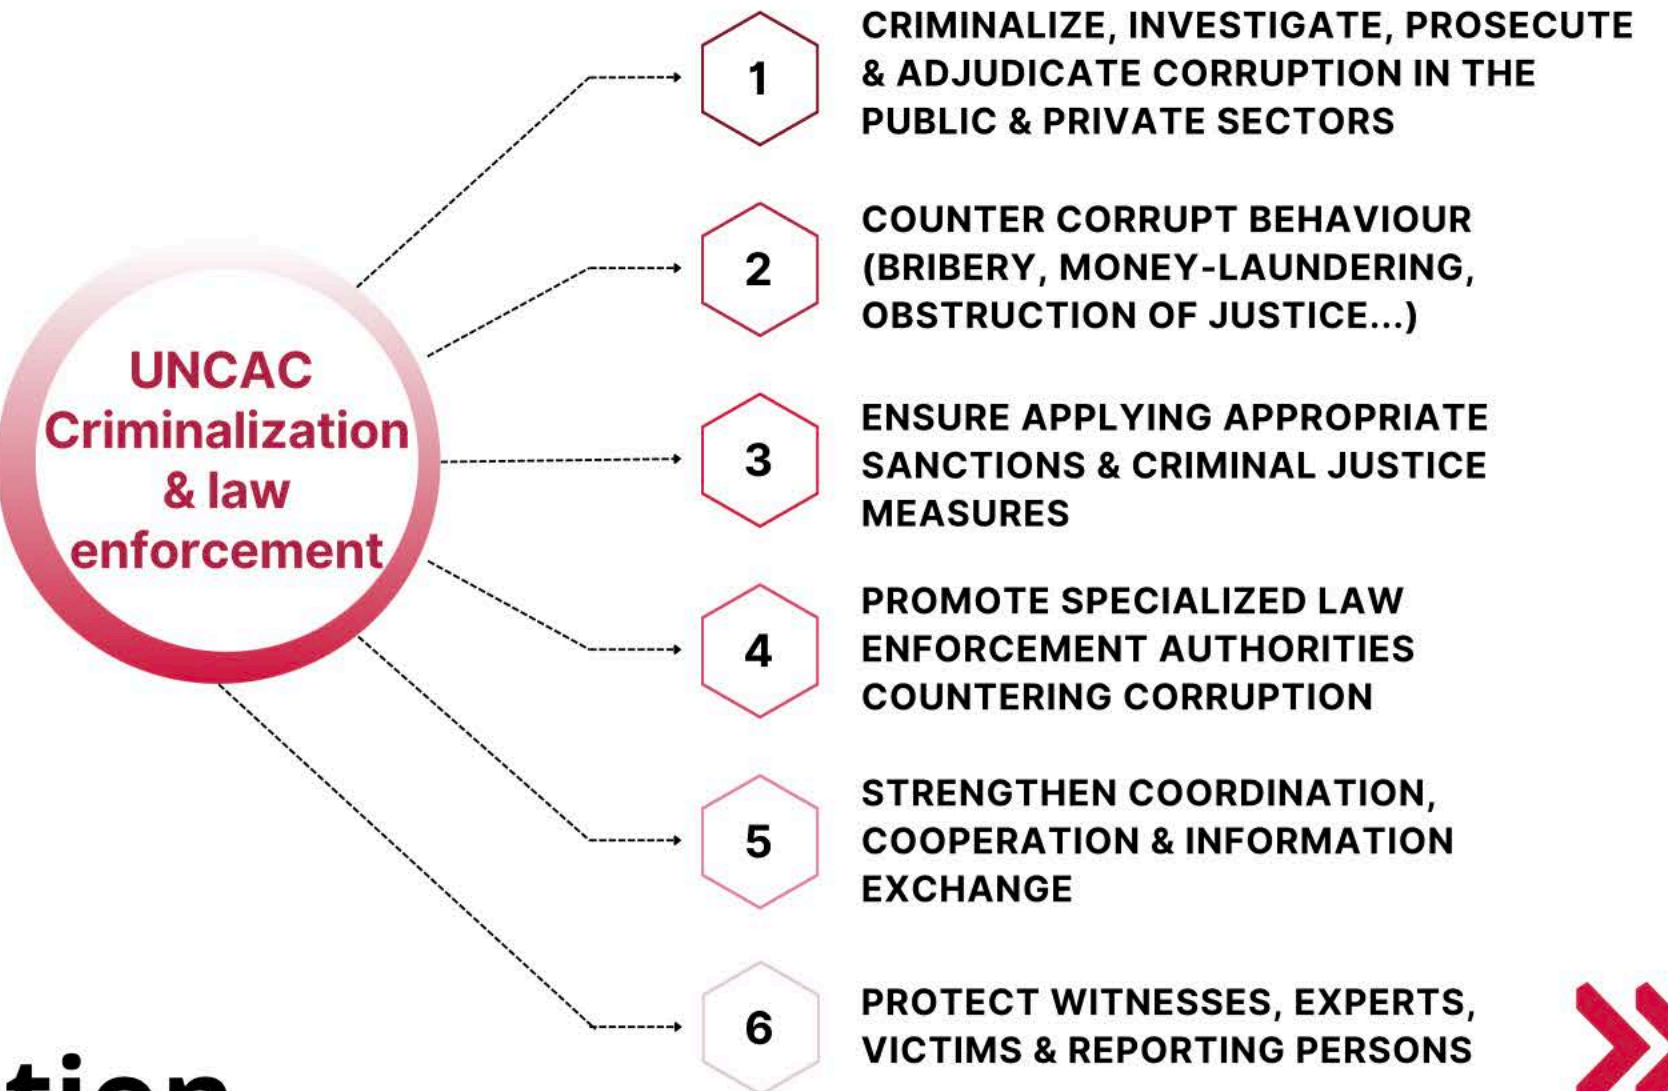 UNCAC
Criminalization
& law
enforcement
1
CRIMINALIZE, INVESTIGATE, PROSECUTE
& ADJUDICATE CORRUPTION IN THE
PUBLIC & PRIVATE SECTORS
2
COUNTER CORRUPT BEHAVIOUR
(BRIBERY, MONEY-LAUNDERING,
OBSTRUCTION OF JUSTICE...)
3
ENSURE APPLYING APPROPRIATE
SANCTIONS & CRIMINAL JUSTICE
MEASURES
4
PROMOTE SPECIALIZED LAW
ENFORCEMENT AUTHORITIES
COUNTERING CORRUPTION
5
STRENGTHEN COORDINATION,
COOPERATION & INFORMATION
EXCHANGE
6
PROTECT WITNESSES, EXPERTS,
VICTIMS & REPORTING PERSONS